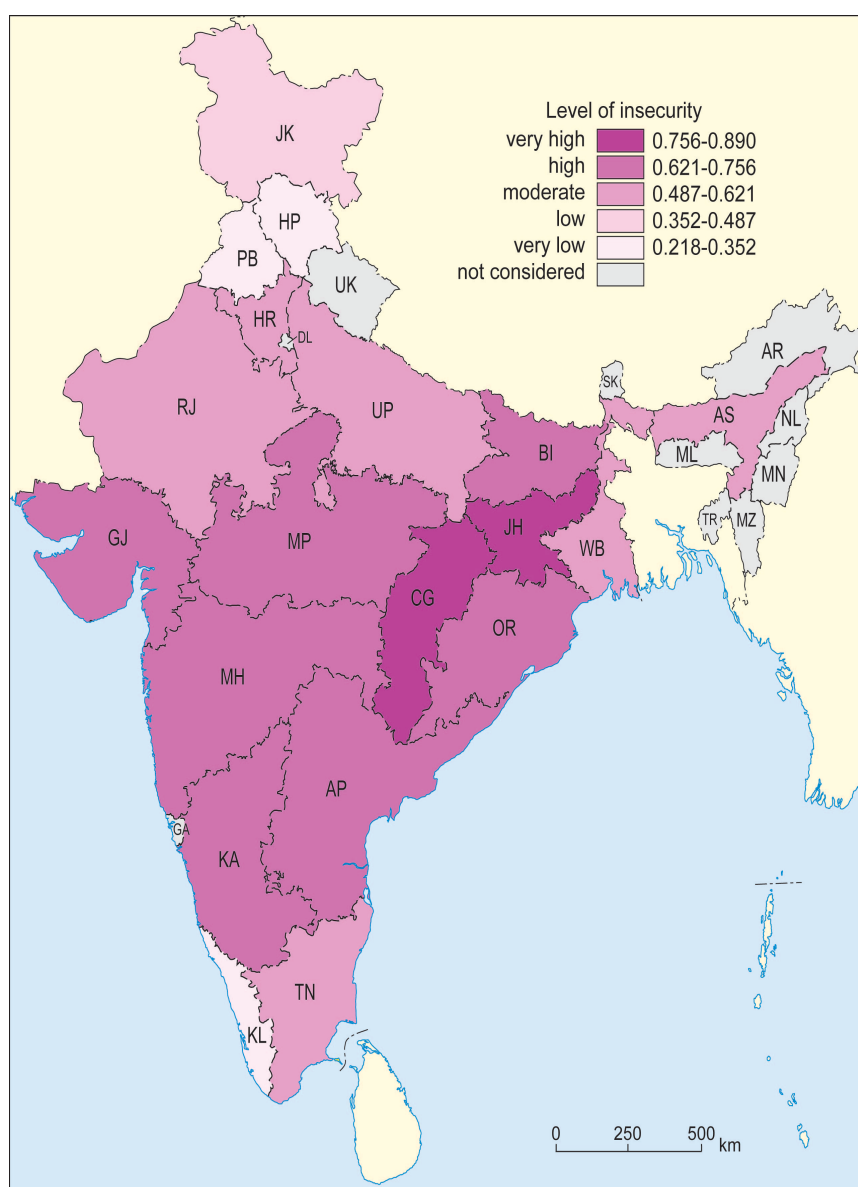 Level of insecurity
very high 0.756-0.890
high 0.621-0.756
moderate 0.487-0.621
low 0.352-0.487
very low 0.218-0.352
not considered
JK
HP
PB
UK
HR
DL
AR
SK
RJ
UP
AS
NL
BI
ML
MN
TR
MZ
GJ
MP
JH
WB
CG
OR
MH
AP
GA
KA
TN
KL
0 250 500 km